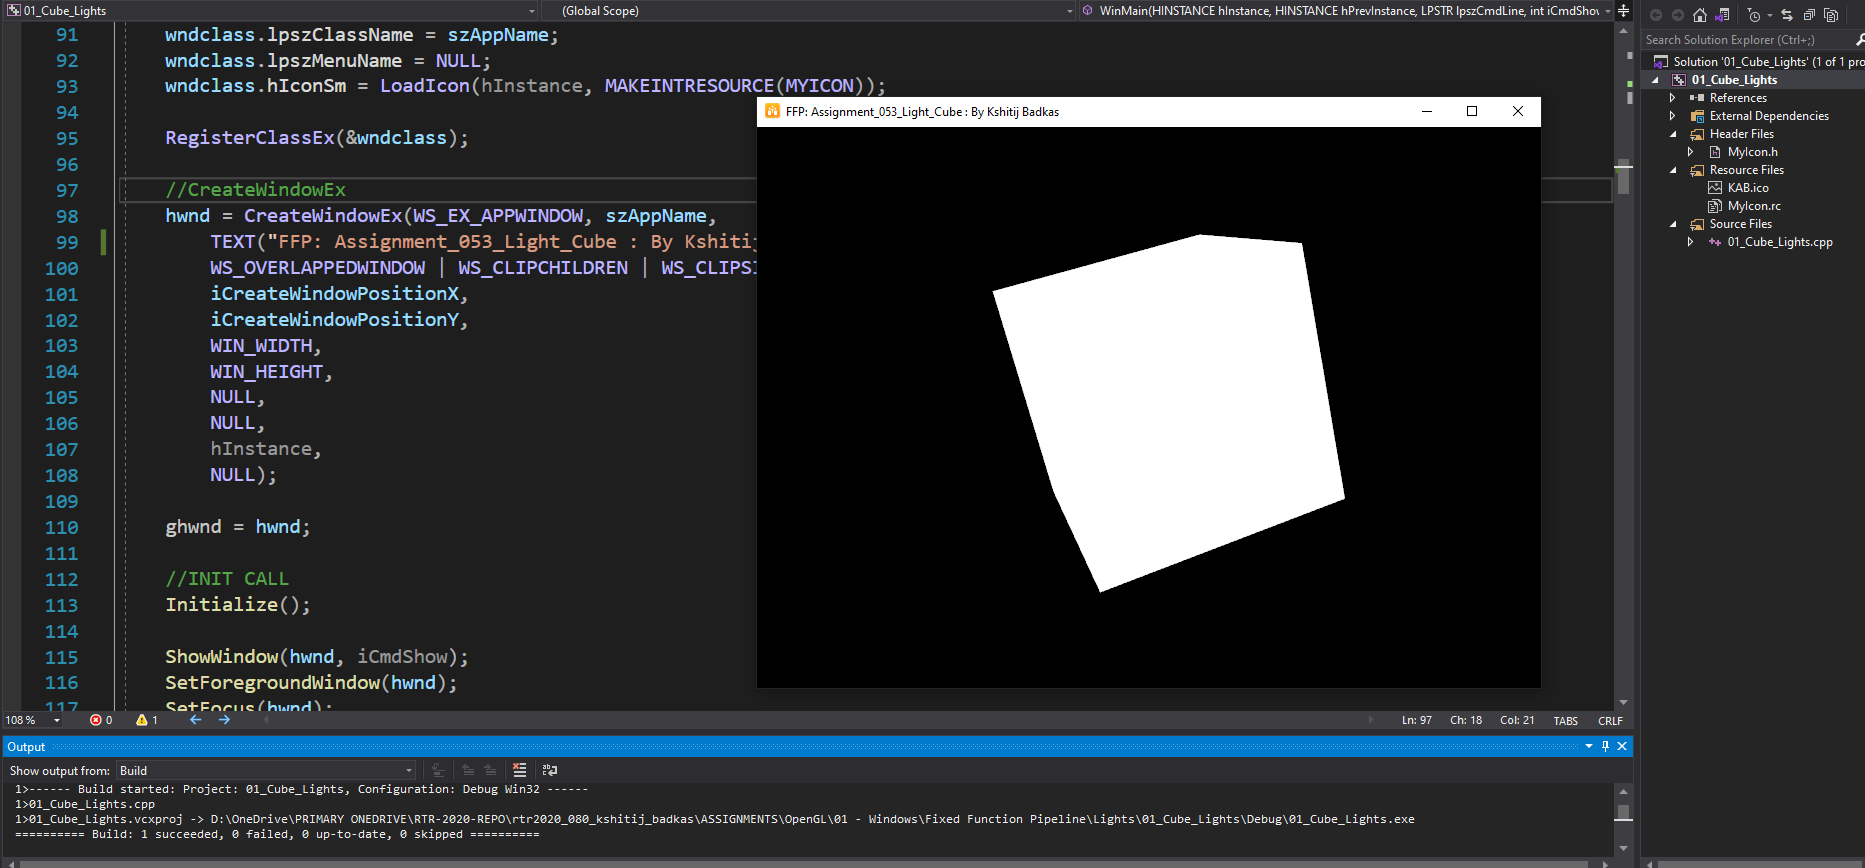 01_Cube_Lights
(Global Scope)
WinMain(HINSTANCE hInstance, HINSTANCE hPrevInstance, LPSTR lpszCmdLine, int iCmdShov
91 wndclass.lpszClassName = szAppName;
92 wndclass.lpszMenuName = NULL;
93 wndclass.hIconSm = LoadIcon(hInstance, MAKEINTRESOURCE(MYICON));
94
95 RegisterClassEx(&wndclass);
96
97 //CreateWindowEx
98 hwnd = CreateWindowEx(WS_EX_APPWINDOW, szAppName,
99 TEXT("FFP: Assignment_053_Light_Cube : By Kshitij
100 WS_OVERLAPPEDWINDOW | WS_CLIPCHILDREN | WS_CLIPSI
101 iCreateWindowPositionX,
102 iCreateWindowPositionY,
103 WIN_WIDTH,
104 WIN_HEIGHT,
105 NULL,
106 NULL,
107 hInstance,
108 NULL);
109
110 ghwnd = hwnd;
111
112 //INIT CALL
113 Initialize();
114
115 ShowWindow(hwnd, iCmdShow);
116 SetForegroundWindow(hwnd);
117 SetFocus(hwnd);
FFP: Assignment_053_Light_Cube : By Kshitij Badkas
108 %
0
1
Ln: 97 Ch: 18 Col: 21 TABS CRLF
Output
Show output from: Build
1>------ Build started: Project: 01_Cube_Lights, Configuration: Debug Win32 ------
1>01_Cube_Lights.cpp
1>01_Cube_Lights.vcxproj -> D:\OneDrive\PRIMARY ONEDRIVE\RTR-2020-REPO\rtr2020_080_kshitij_badkas\ASSIGNMENTS\OpenGL\01 - Windows\Fixed Function Pipeline\Lights\01_Cube_Lights\Debug\01_Cube_Lights.exe
========== Build: 1 succeeded, 0 failed, 0 up-to-date, 0 skipped ==========
Search Solution Explorer (Ctrl+;)
Solution '01_Cube_Lights' (1 of 1 pro
01_Cube_Lights
References
External Dependencies
Header Files
MyIcon.h
Resource Files
KAB.ico
MyIcon.rc
Source Files
01_Cube_Lights.cpp